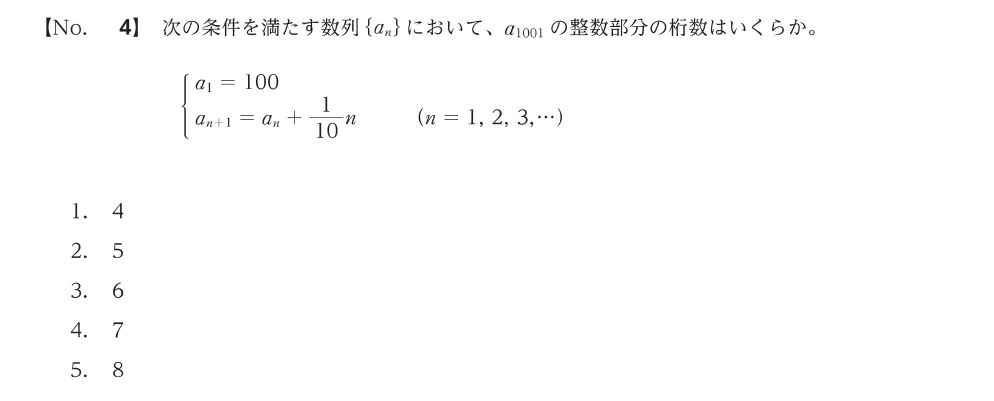 【No. 4】 次の条件を満たす数列 {aₙ} において、a₁₀₀₁ の整数部分の桁数はいくらか。
a₁ = 100
aₙ₊₁ = aₙ + 1/10 n (n = 1, 2, 3,…)
1. 4
2. 5
3. 6
4. 7
5. 8